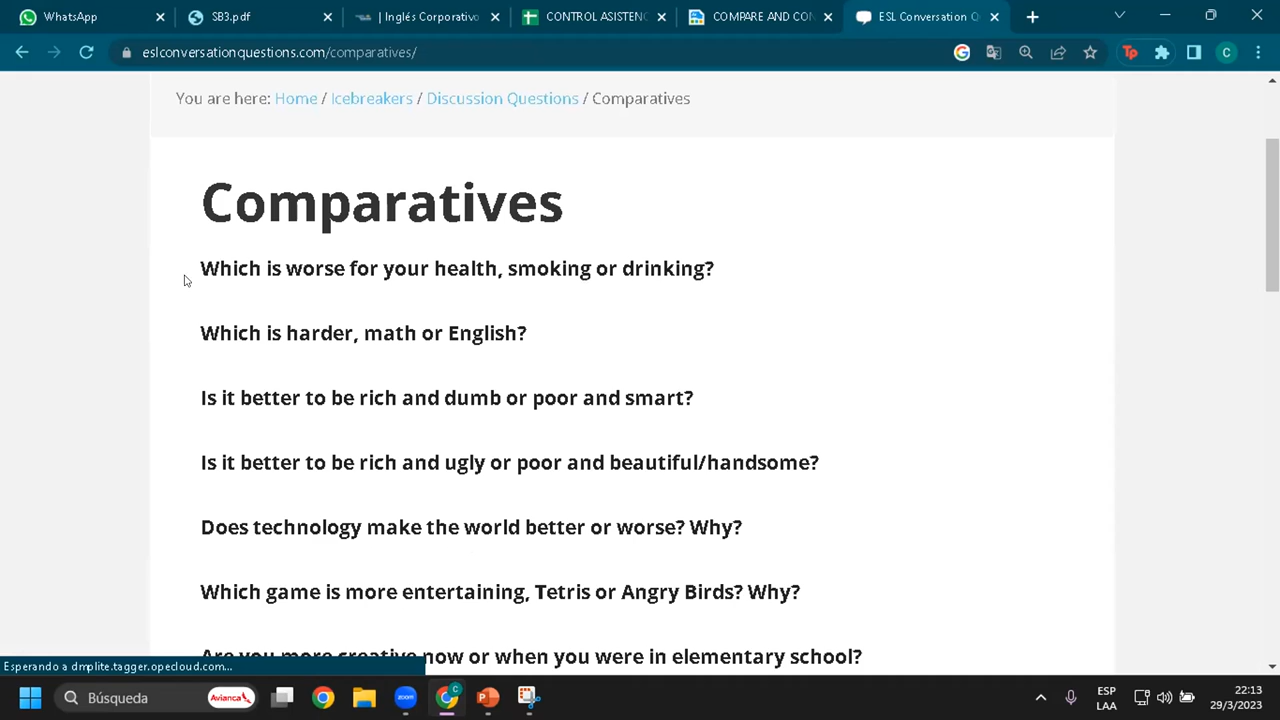 WhatsApp
SB3.pdf
| Inglés Corporativo
CONTROL ASISTENC
COMPARE AND CON
ESL Conversation Q
eslconversationquestions.com/comparatives/
You are here: Home / Icebreakers / Discussion Questions / Comparatives
Comparatives
Which is worse for your health, smoking or drinking?
Which is harder, math or English?
Is it better to be rich and dumb or poor and smart?
Is it better to be rich and ugly or poor and beautiful/handsome?
Does technology make the world better or worse? Why?
Which game is more entertaining, Tetris or Angry Birds? Why?
Are you more creative now or when you were in elementary school?
Esperando a dmplite.tagger.opecloud.com...
Búsqueda
Avianca
ESP
LAA
22:13
29/3/2023